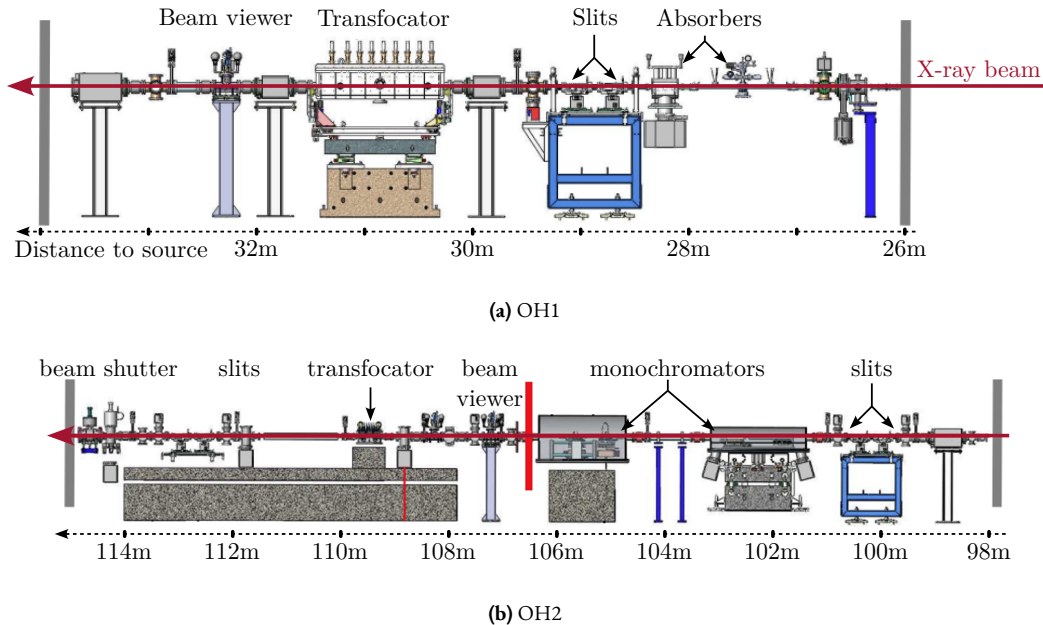 Beam viewer Transfocator Slits Absorbers
X-ray beam
Distance to source 32m 30m 28m 26m
(a) OH1
beam shutter slits transfocator beam viewer monochromators slits
114m 112m 110m 108m 106m 104m 102m 100m 98m
(b) OH2